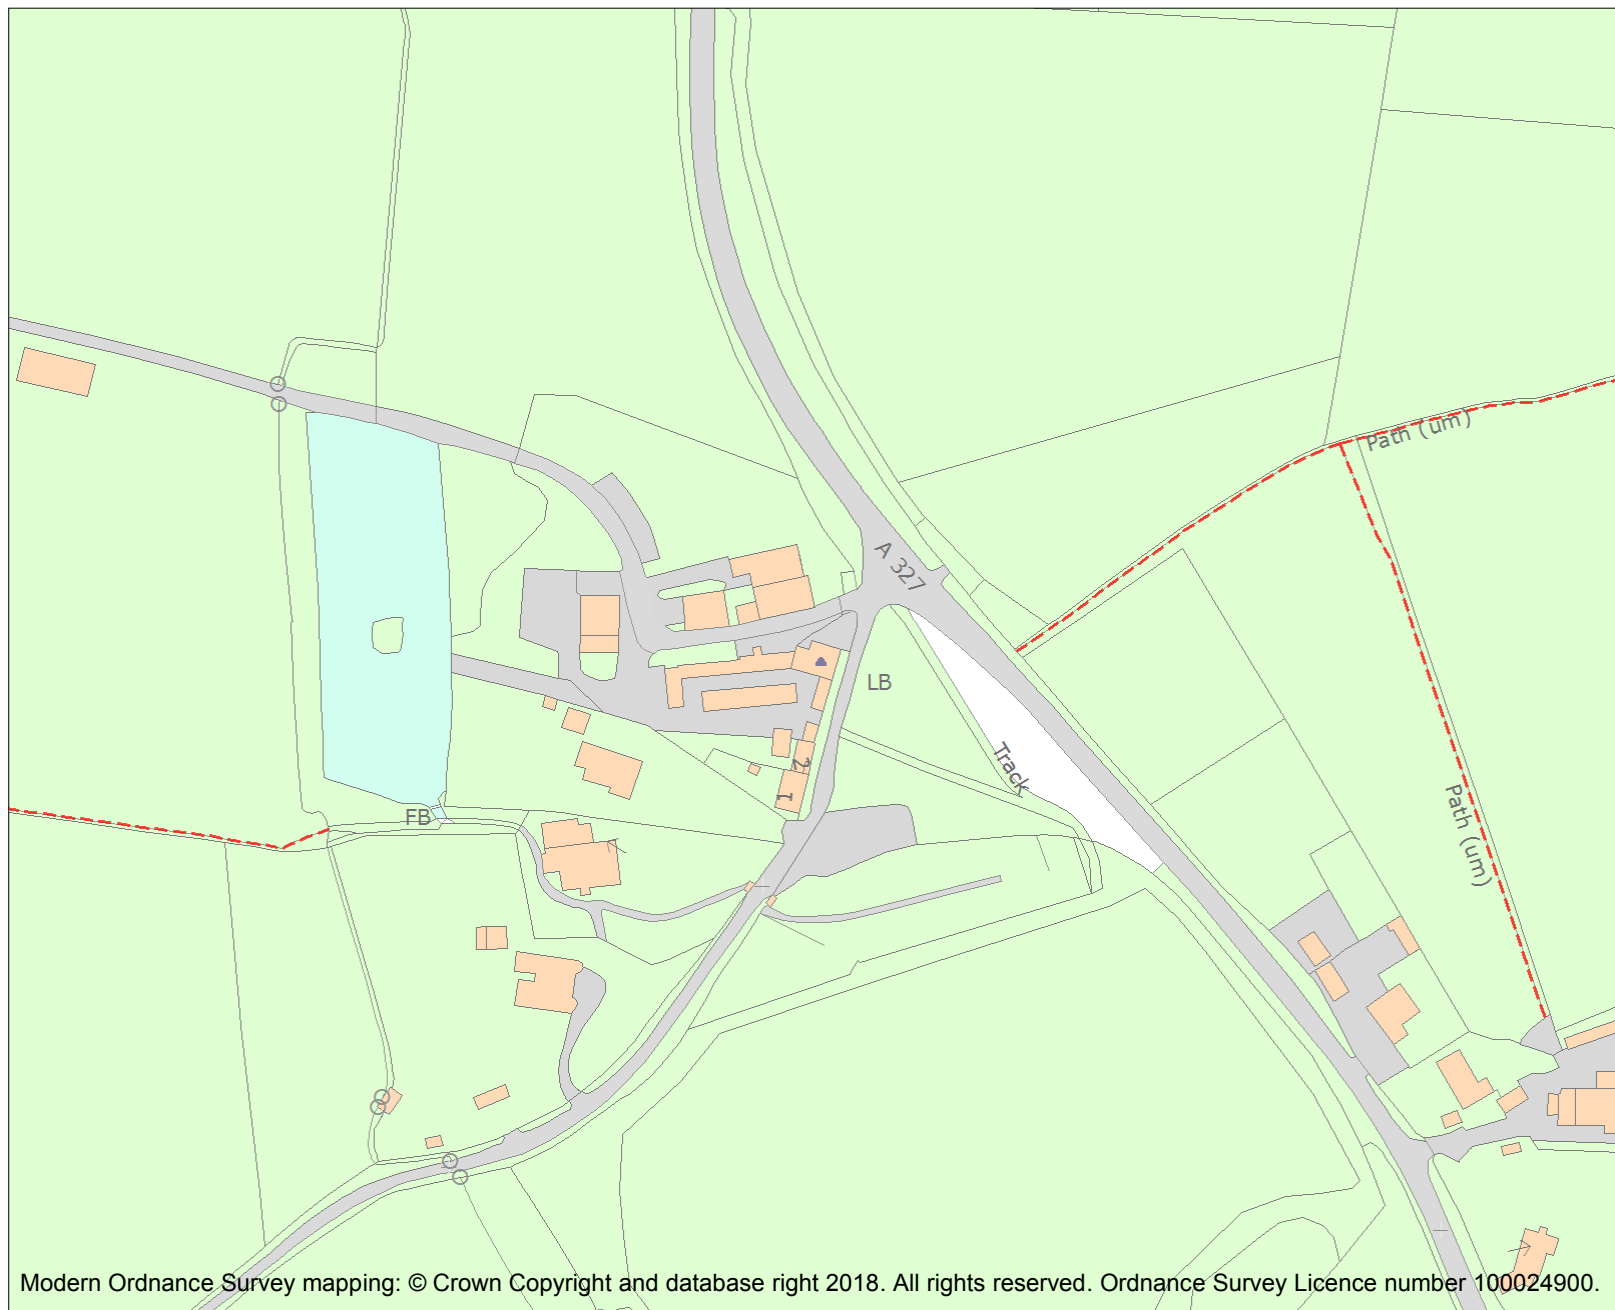 Path (um)
A 327
LB
Track
2
1
Path (um)
FB
Modern Ordnance Survey mapping: © Crown Copyright and database right 2018. All rights reserved. Ordnance Survey Licence number 100024900.